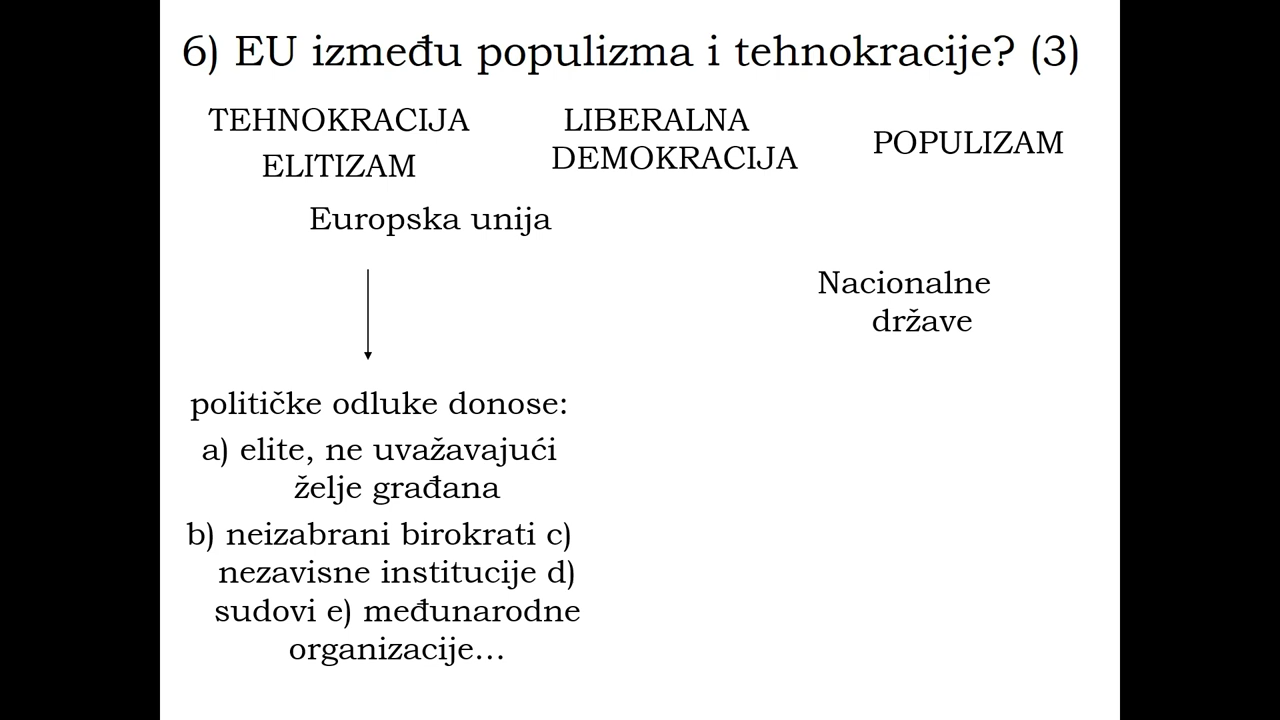 6) EU između populizma i tehnokracije? (3)
TEHNOKRACIJA
ELITIZAM
LIBERALNA
DEMOKRACIJA
POPULIZAM
Europska unija
Nacionalne
države
političke odluke donose:
a) elite, ne uvažavajući
želje građana
b) neizabrani birokrati c)
nezavisne institucije d)
sudovi e) međunarodne
organizacije…